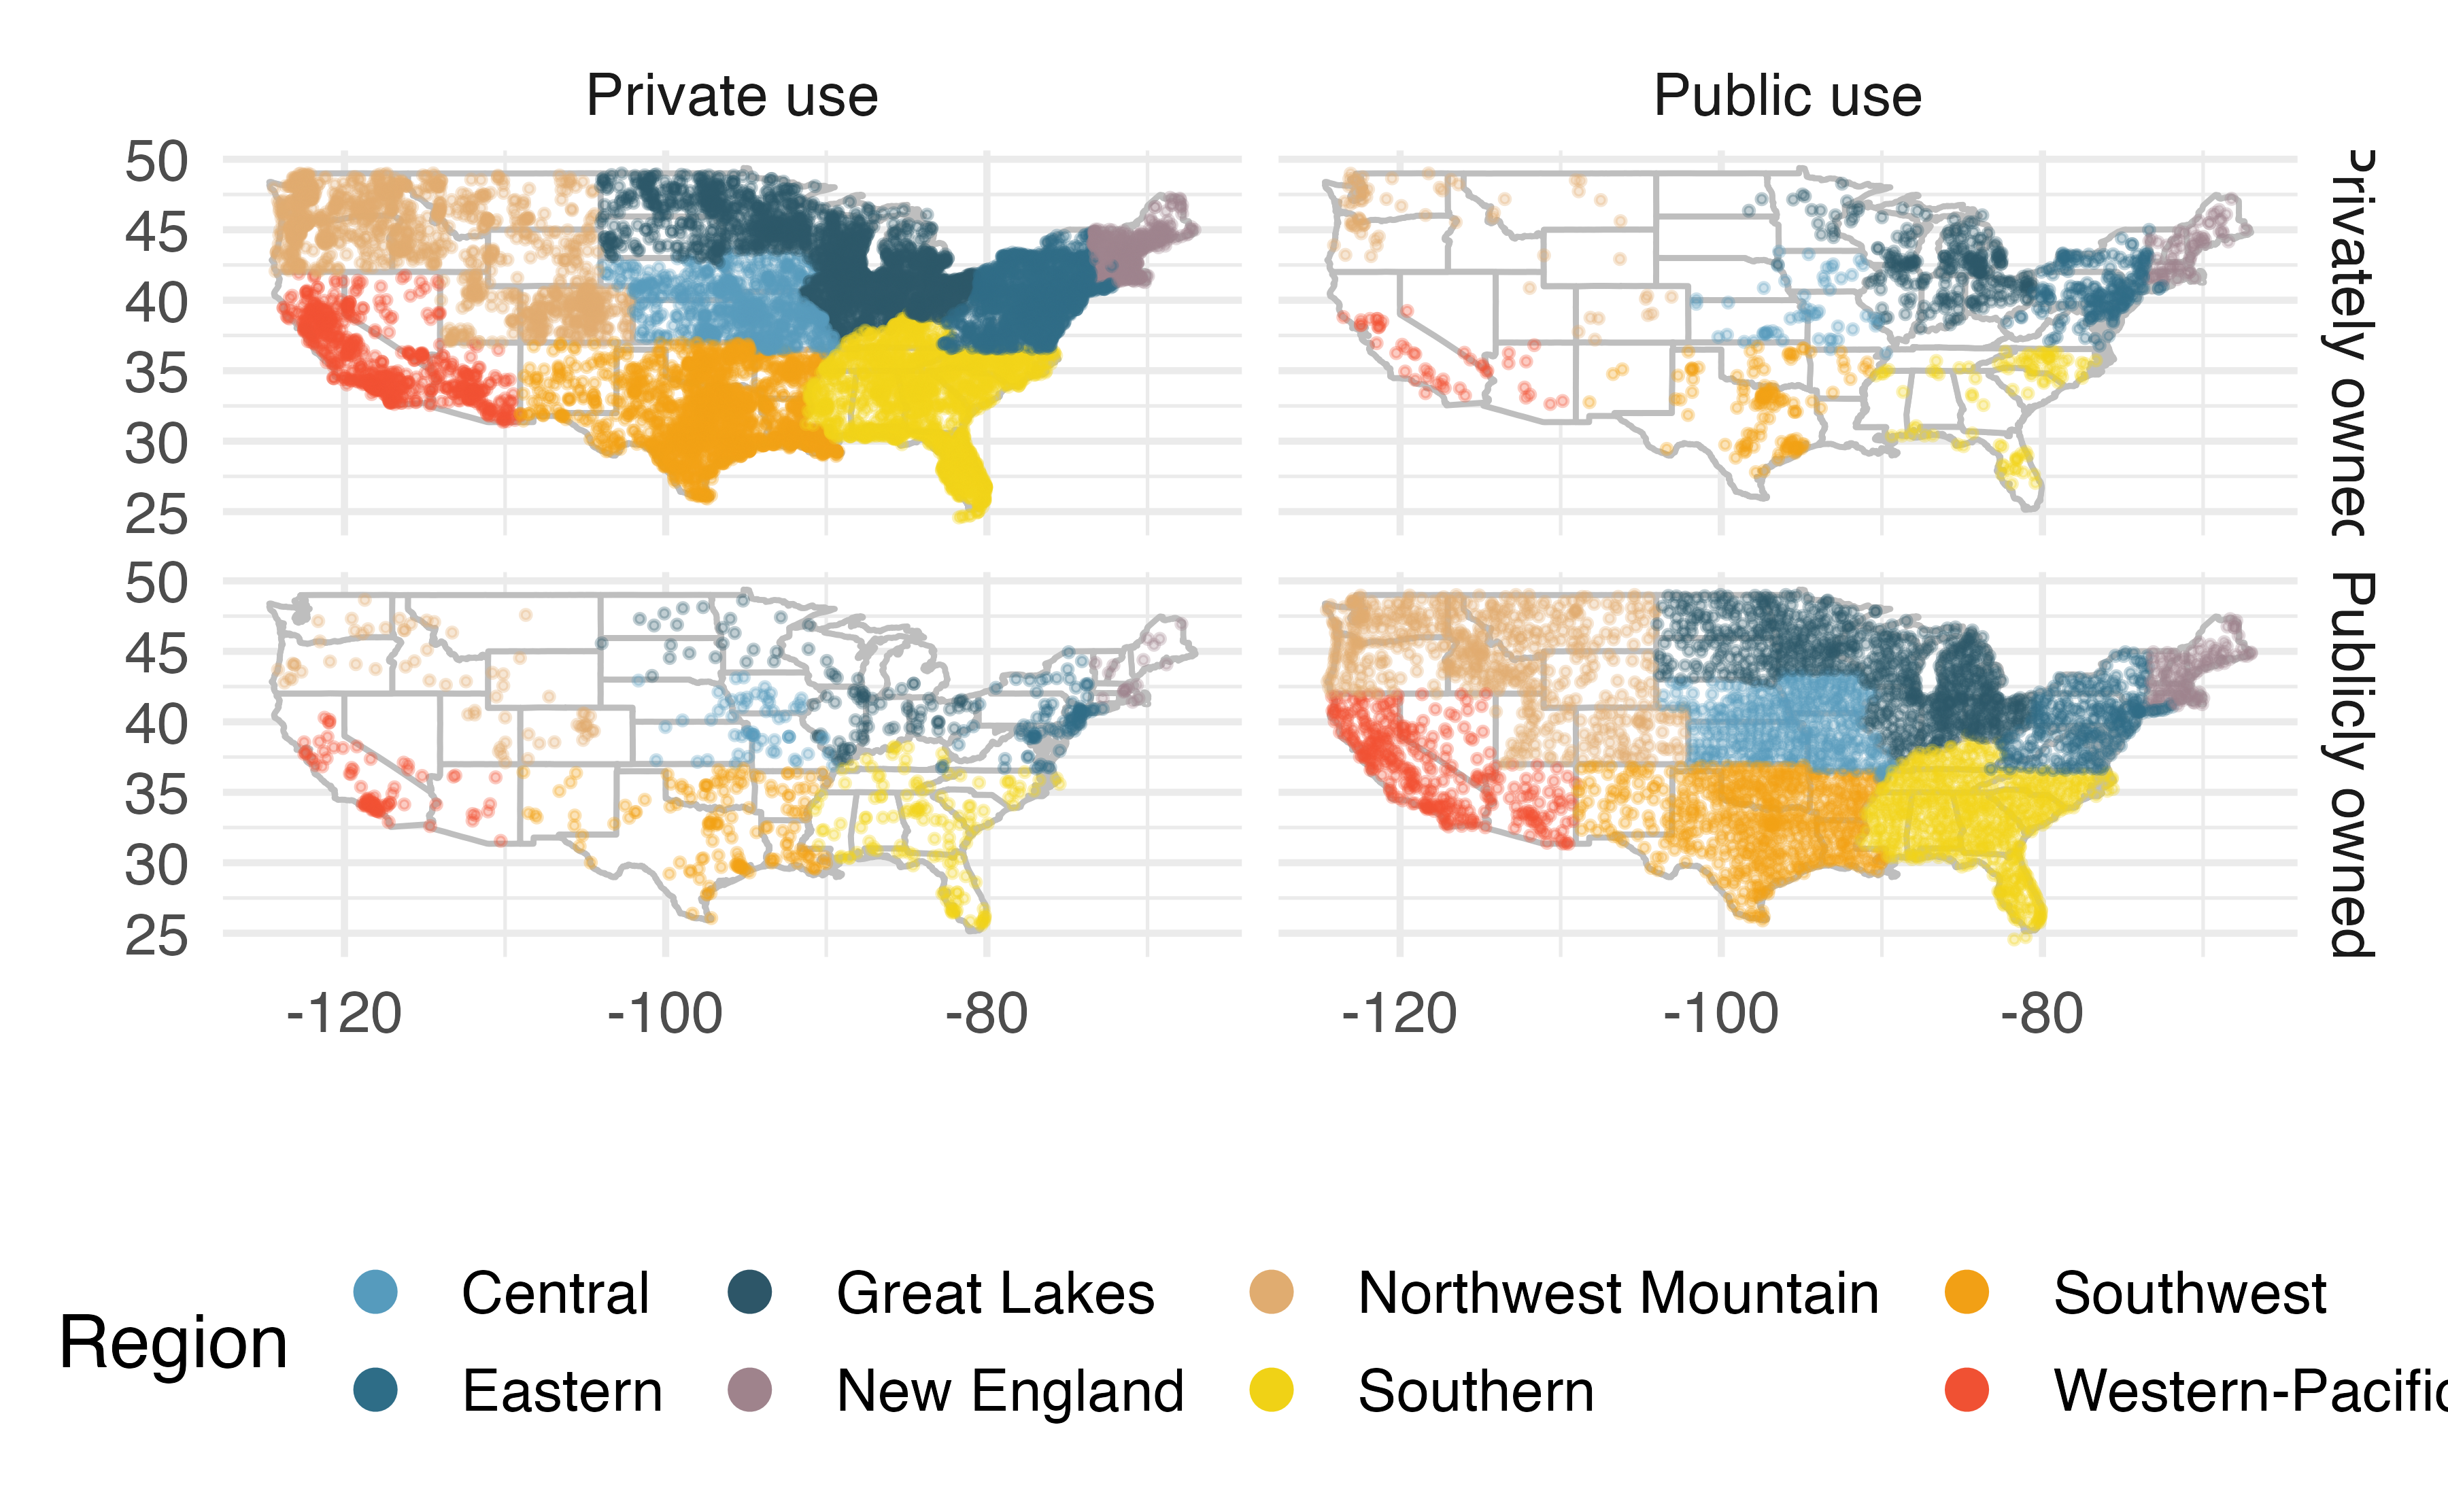 Private use Public use
50
45
40
35
30
25
Privately owned
50
45
40
35
30
25
Publicly owned
-120 -100 -80 -120 -100 -80
Region
Central Great Lakes Northwest Mountain Southwest
Eastern New England Southern Western-Pacific